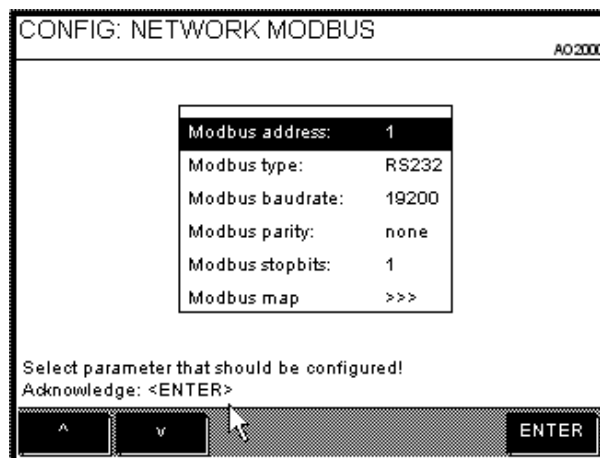 CONFIG: NETWORK MODBUS
AO2000
Modbus address: 1
Modbus type: RS232
Modbus baudrate: 19200
Modbus parity: none
Modbus stopbits: 1
Modbus map >>>
Select parameter that should be configured!
Acknowledge: <ENTER>
^ v ENTER